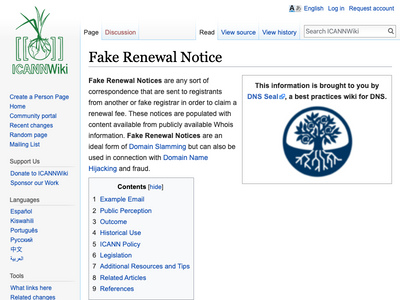 English Log in Request account
Page Discussion Read View source View history Search ICANNWiki
ICANNWiki
Create a Person Page
Home
Community portal
Recent changes
Random page
Mailing List
Support Us
Donate to ICANNWiki
Sponsor our Work
Languages
Español
Kiswahili
Português
Русский
中文
العربية
Tools
What links here
Related changes
Fake Renewal Notice
Fake Renewal Notices are any sort of
correspondence that are sent to registrants
from another or fake registrar in order to claim a
renewal fee. These notices are populated with
content available from publicly available Whois
information. Fake Renewal Notices are an
ideal form of Domain Slamming but can also be
used in connection with Domain Name
Hijacking and fraud.
This information is brought to you by
DNS Seal, a best practices wiki for DNS.
Contents [hide]
1 Example Email
2 Public Perception
3 Outcome
4 Historical Use
5 ICANN Policy
6 Legislation
7 Additional Resources and Tips
8 Related Articles
9 References